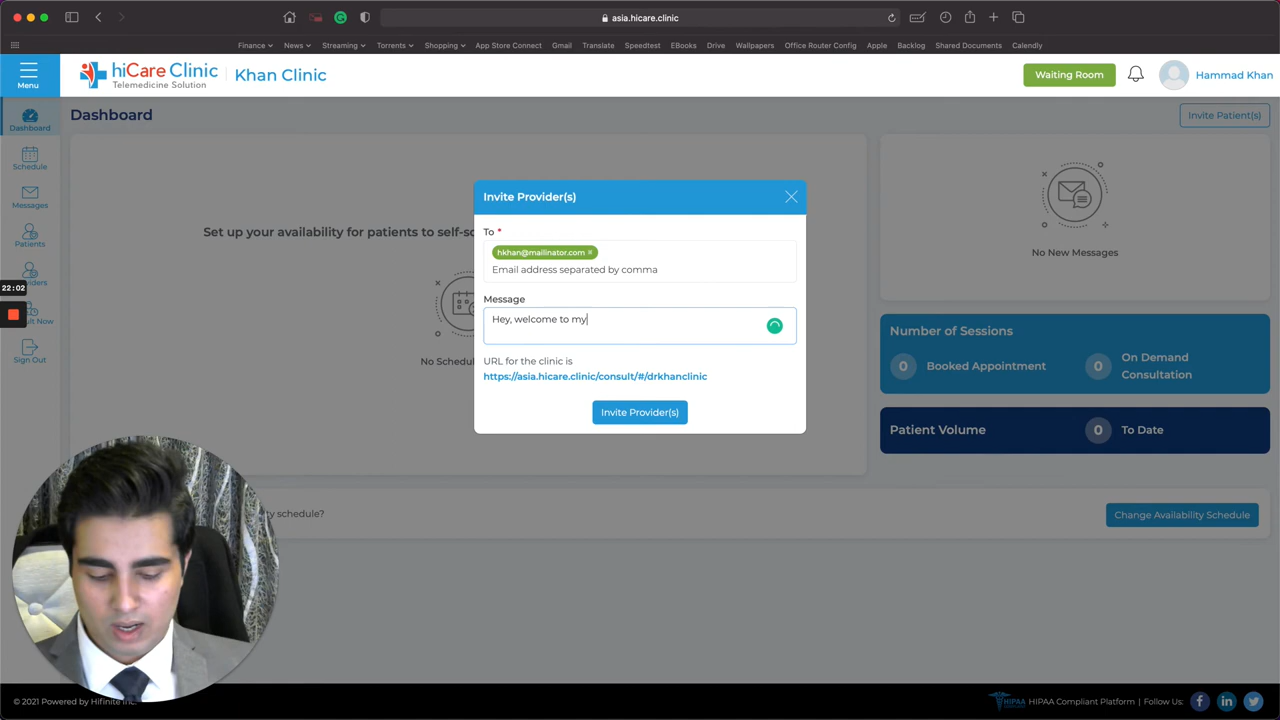 asia.hicare.clinic
Finance
News
Streaming
Torrents
Shopping
App Store Connect
Gmail
Translate
Speedtest
EBooks
Drive
Wallpapers
Office Router Config
Apple
Backlog
Shared Documents
Calendly
Menu
hiCare Clinic
Telemedicine Solution
Khan Clinic
Waiting Room
Hammad Khan
Dashboard
Dashboard
Invite Patient(s)
Schedule
Messages
Patients
22:02
Sign Out
Set up your availability for patients to self-sc
Invite Provider(s)
To *
hkhan@mailinator.com ×
Email address separated by comma
Message
Hey, welcome to my
URL for the clinic is
https://asia.hicare.clinic/consult/#/drkhanclinic
Invite Provider(s)
No New Messages
Number of Sessions
0 Booked Appointment
0 On Demand
Consultation
Patient Volume
0 To Date
schedule?
Change Availability Schedule
© 2021 Powered by Hifinite Inc.
HIPAA
HIPAA Compliant Platform
Follow Us: